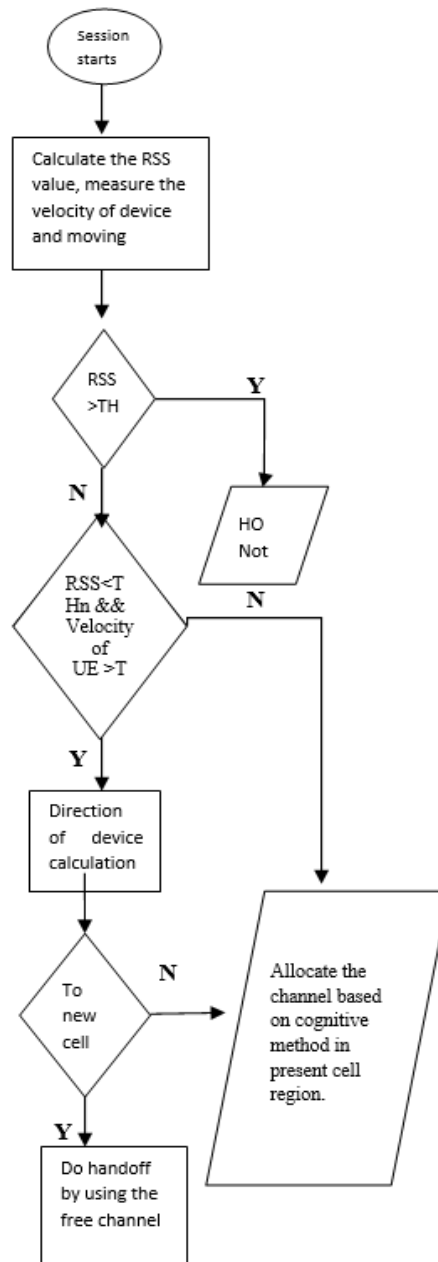 Session
starts
Calculate the RSS
value, measure the
velocity of device
and moving
RSS
>TH
Y
N
HO
Not
RSS<T
Hn &&
Velocity
of
UE >T
N
Y
Direction
of device
calculation
To
new
cell
N
Allocate the
channel based
on cognitive
method in
present cell
region.
Y
Do handoff
by using the
free channel